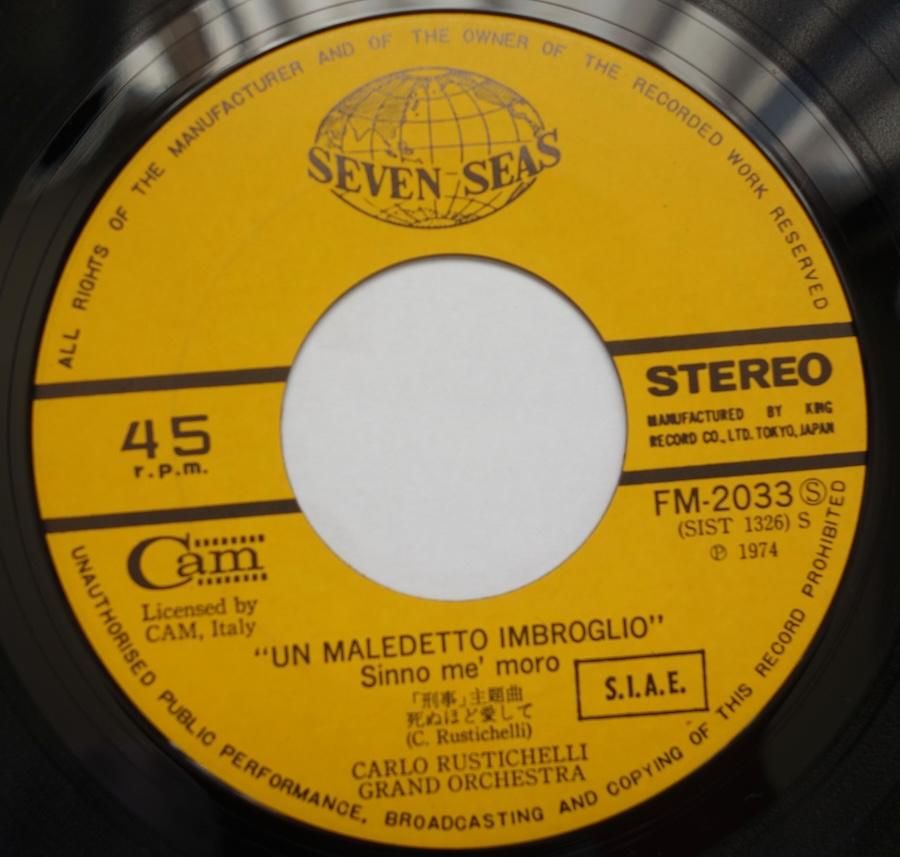 ALL RIGHTS OF THE MANUFACTURER AND OF THE OWNER OF THE RECORDED WORK RESERVED
SEVEN SEAS
45
r.p.m.
STEREO
MANUFACTURED BY KING
RECORD CO., LTD. TOKYO, JAPAN
FM-2033 Ⓢ
(SIST 1326) S
℗ 1974
Cam
Licensed by
CAM, Italy
“UN MALEDETTO IMBROGLIO”
Sinno me' moro
S.I.A.E.
「刑事」主題曲
死ぬほど愛して
(C. Rustichelli)
CARLO RUSTICHELLI
GRAND ORCHESTRA
UNAUTHORISED PUBLIC PERFORMANCE, BROADCASTING AND COPYING OF THIS RECORD PROHIBITED